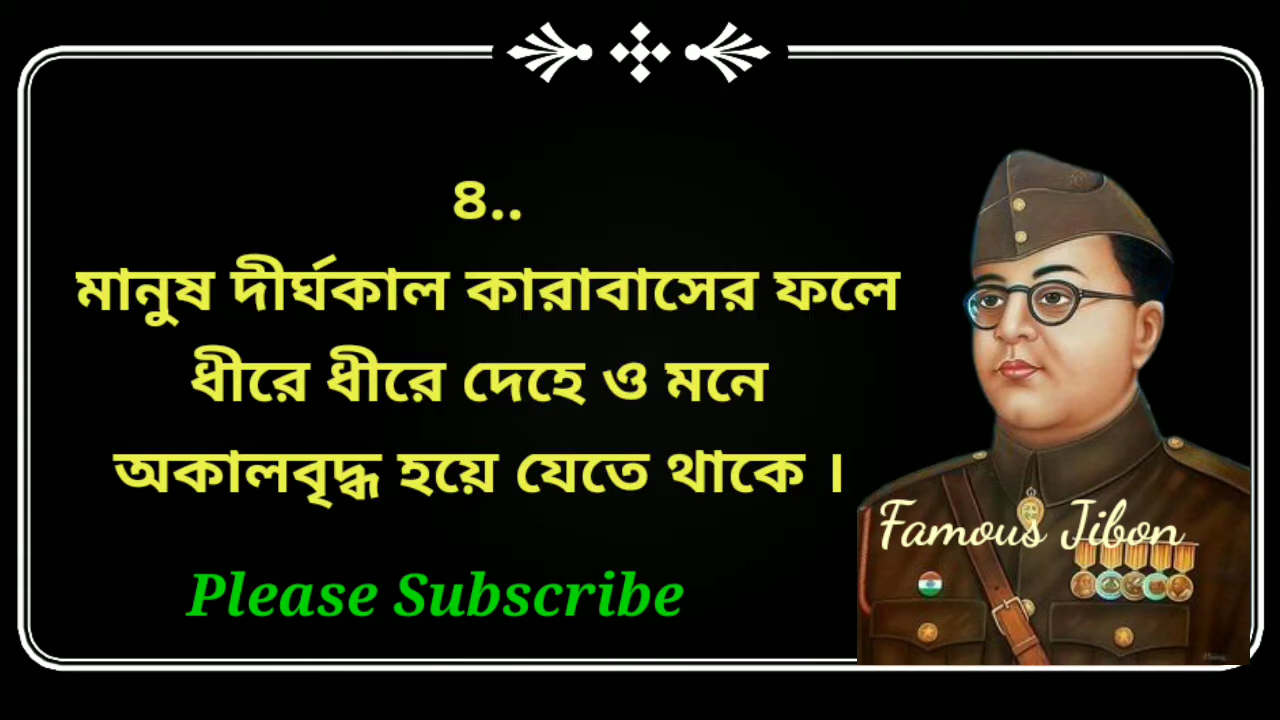 ৪..
মানুষ দীর্ঘকাল কারাবাসের ফলে
ধীরে ধীরে দেহে ও মনে
অকালবৃদ্ধ হয়ে যেতে থাকে ।
Famous Jibon
Please Subscribe